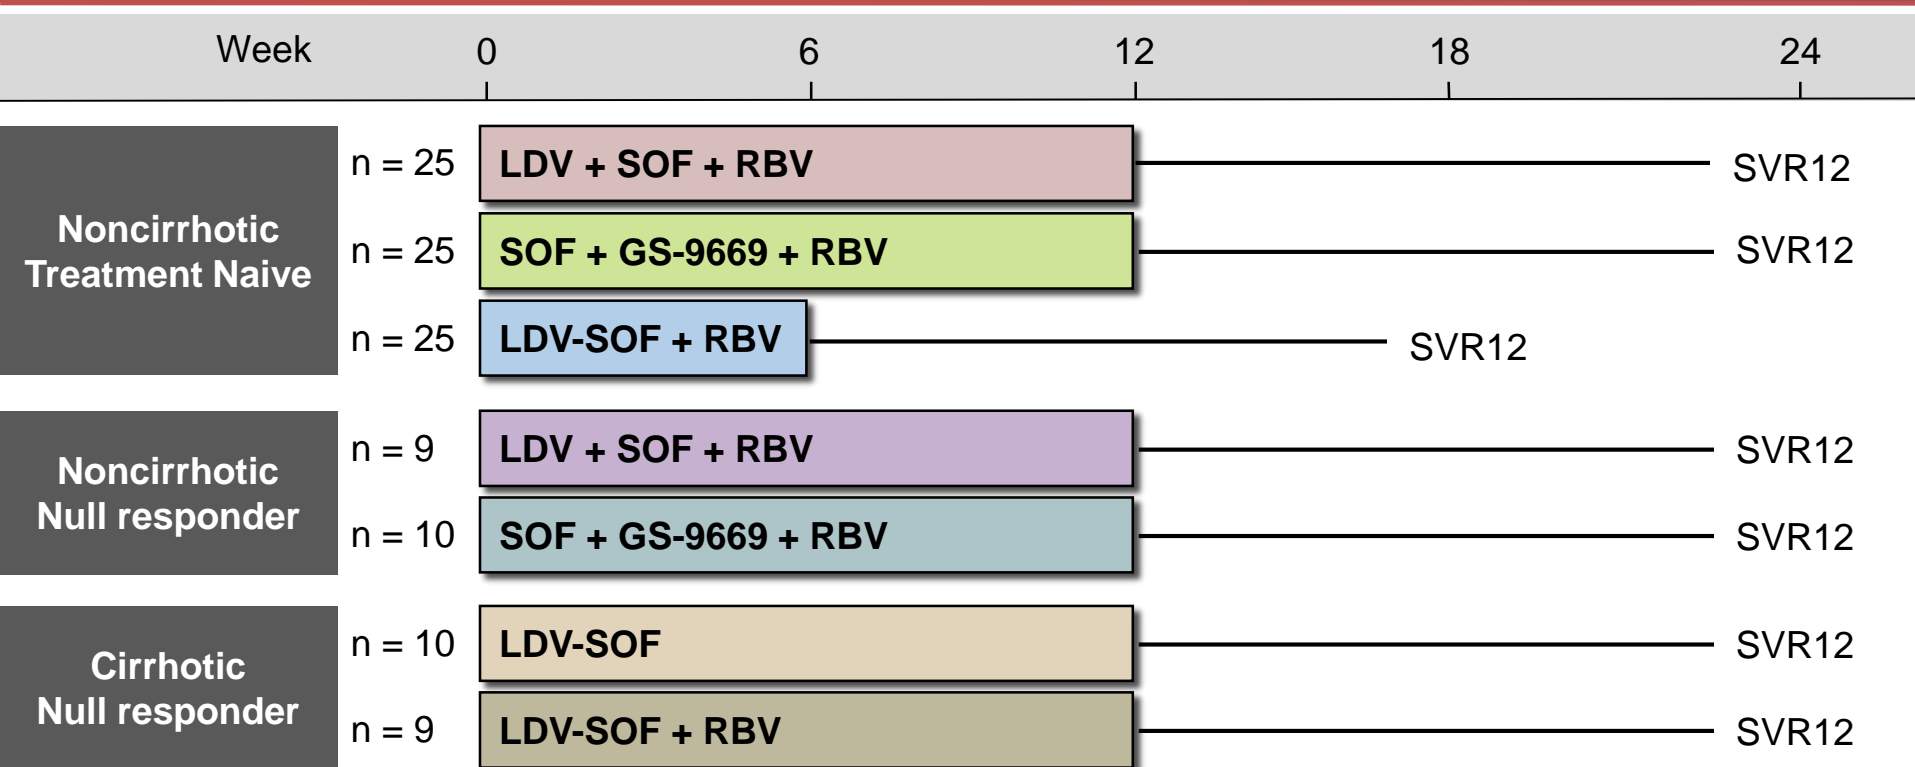 Week 0 6 12 18 24
Noncirrhotic
Treatment Naive
n = 25 LDV + SOF + RBV SVR12
n = 25 SOF + GS-9669 + RBV SVR12
n = 25 LDV-SOF + RBV SVR12
Noncirrhotic
Null responder
n = 9 LDV + SOF + RBV SVR12
n = 10 SOF + GS-9669 + RBV SVR12
Cirrhotic
Null responder
n = 10 LDV-SOF SVR12
n = 9 LDV-SOF + RBV SVR12